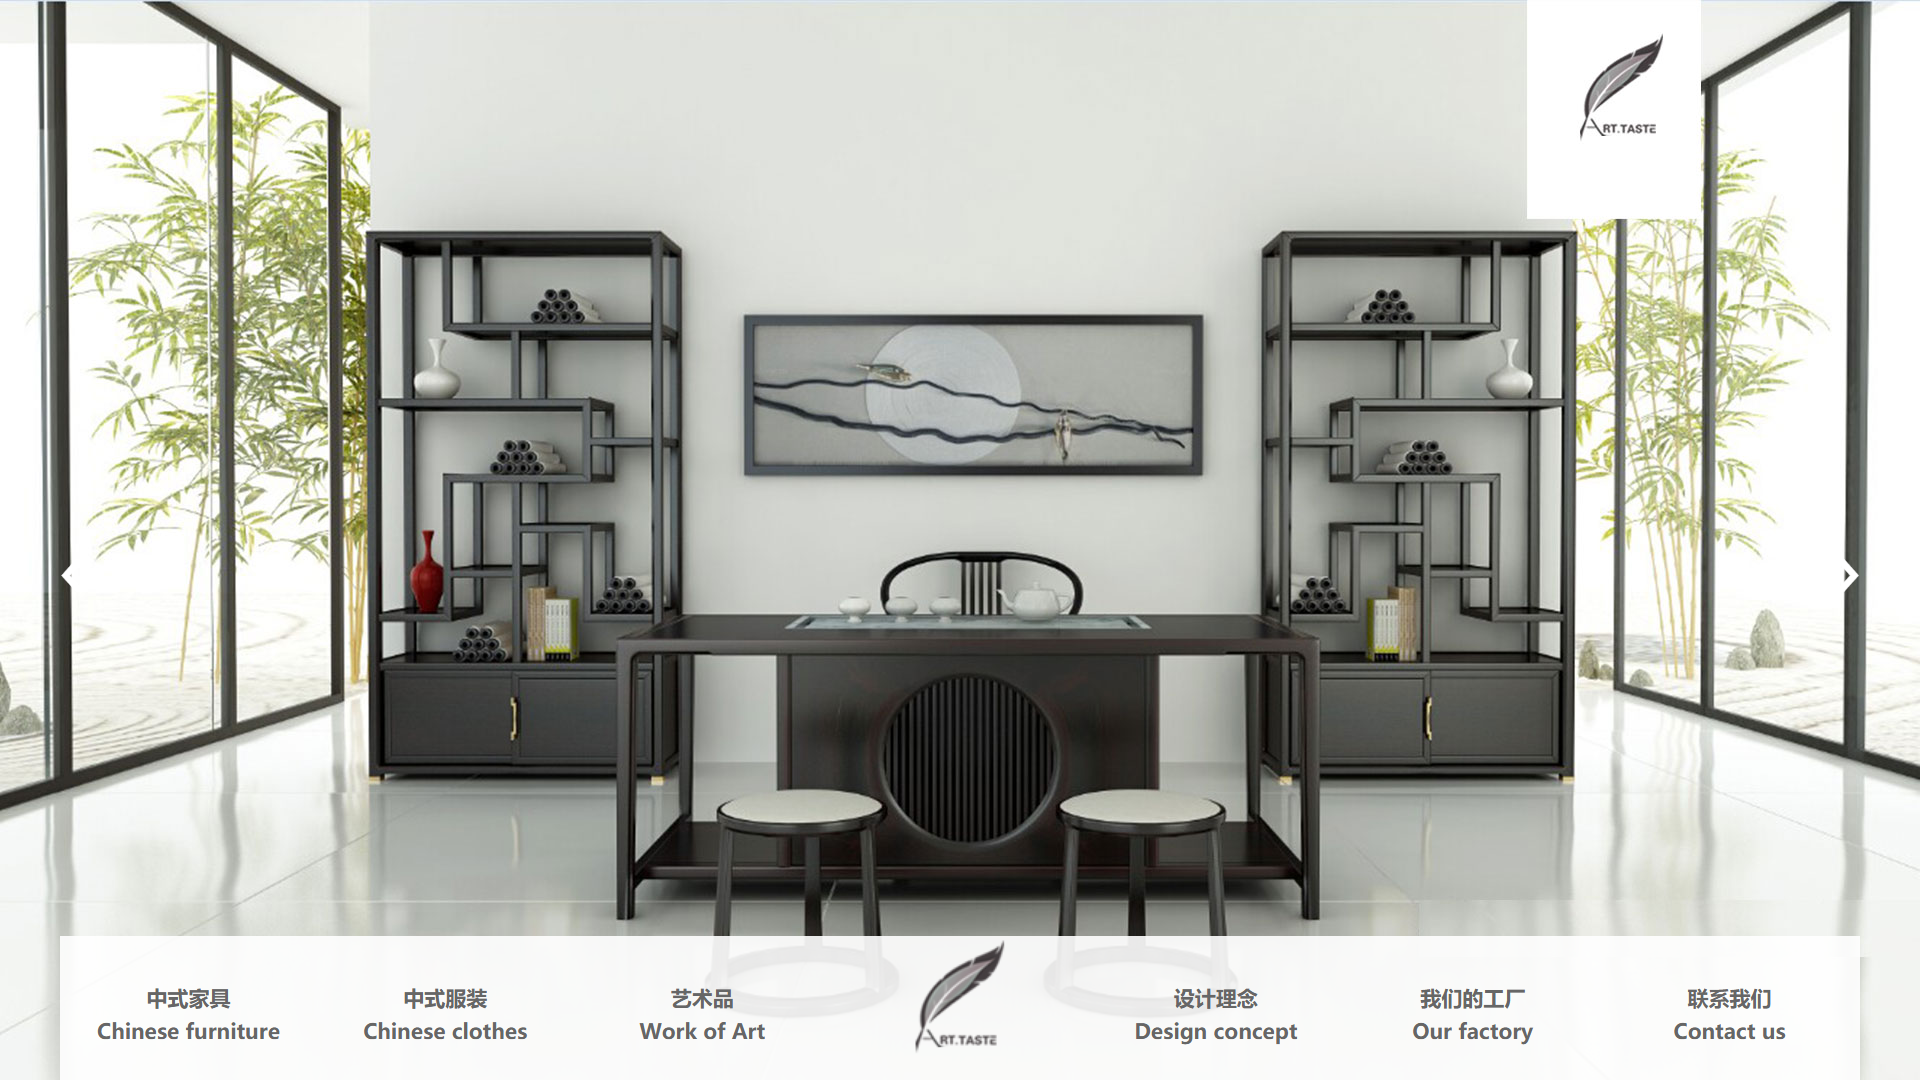 ART.TASTE
中式家具
Chinese furniture
中式服装
Chinese clothes
艺术品
Work of Art
ART.TASTE
设计理念
Design concept
我们的工厂
Our factory
联系我们
Contact us